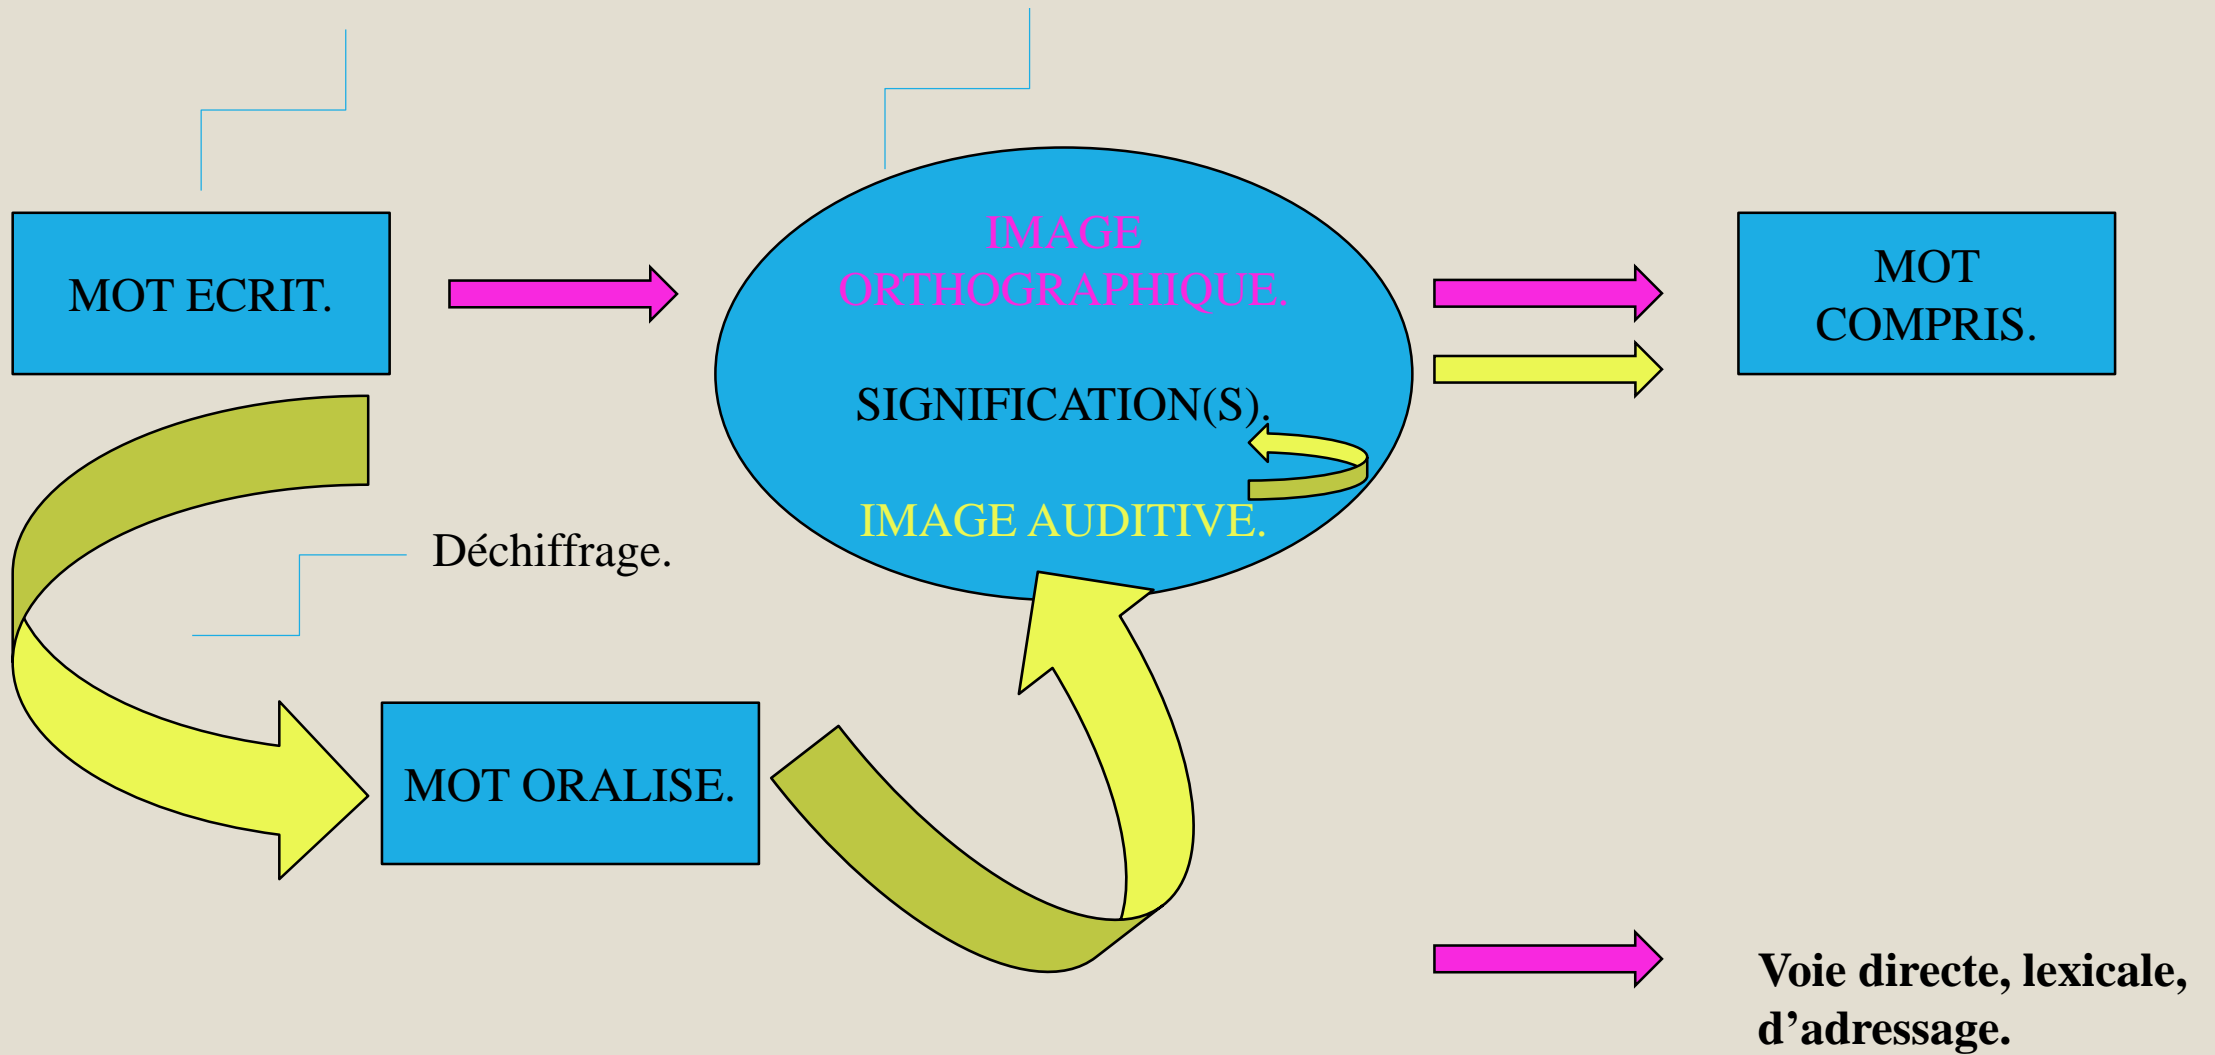 MOT ECRIT.
IMAGE
ORTHOGRAPHIQUE.
SIGNIFICATION(S).
IMAGE AUDITIVE.
MOT
COMPRIS.
Déchiffrage.
MOT ORALISE.
Voie directe, lexicale,
d’adressage.